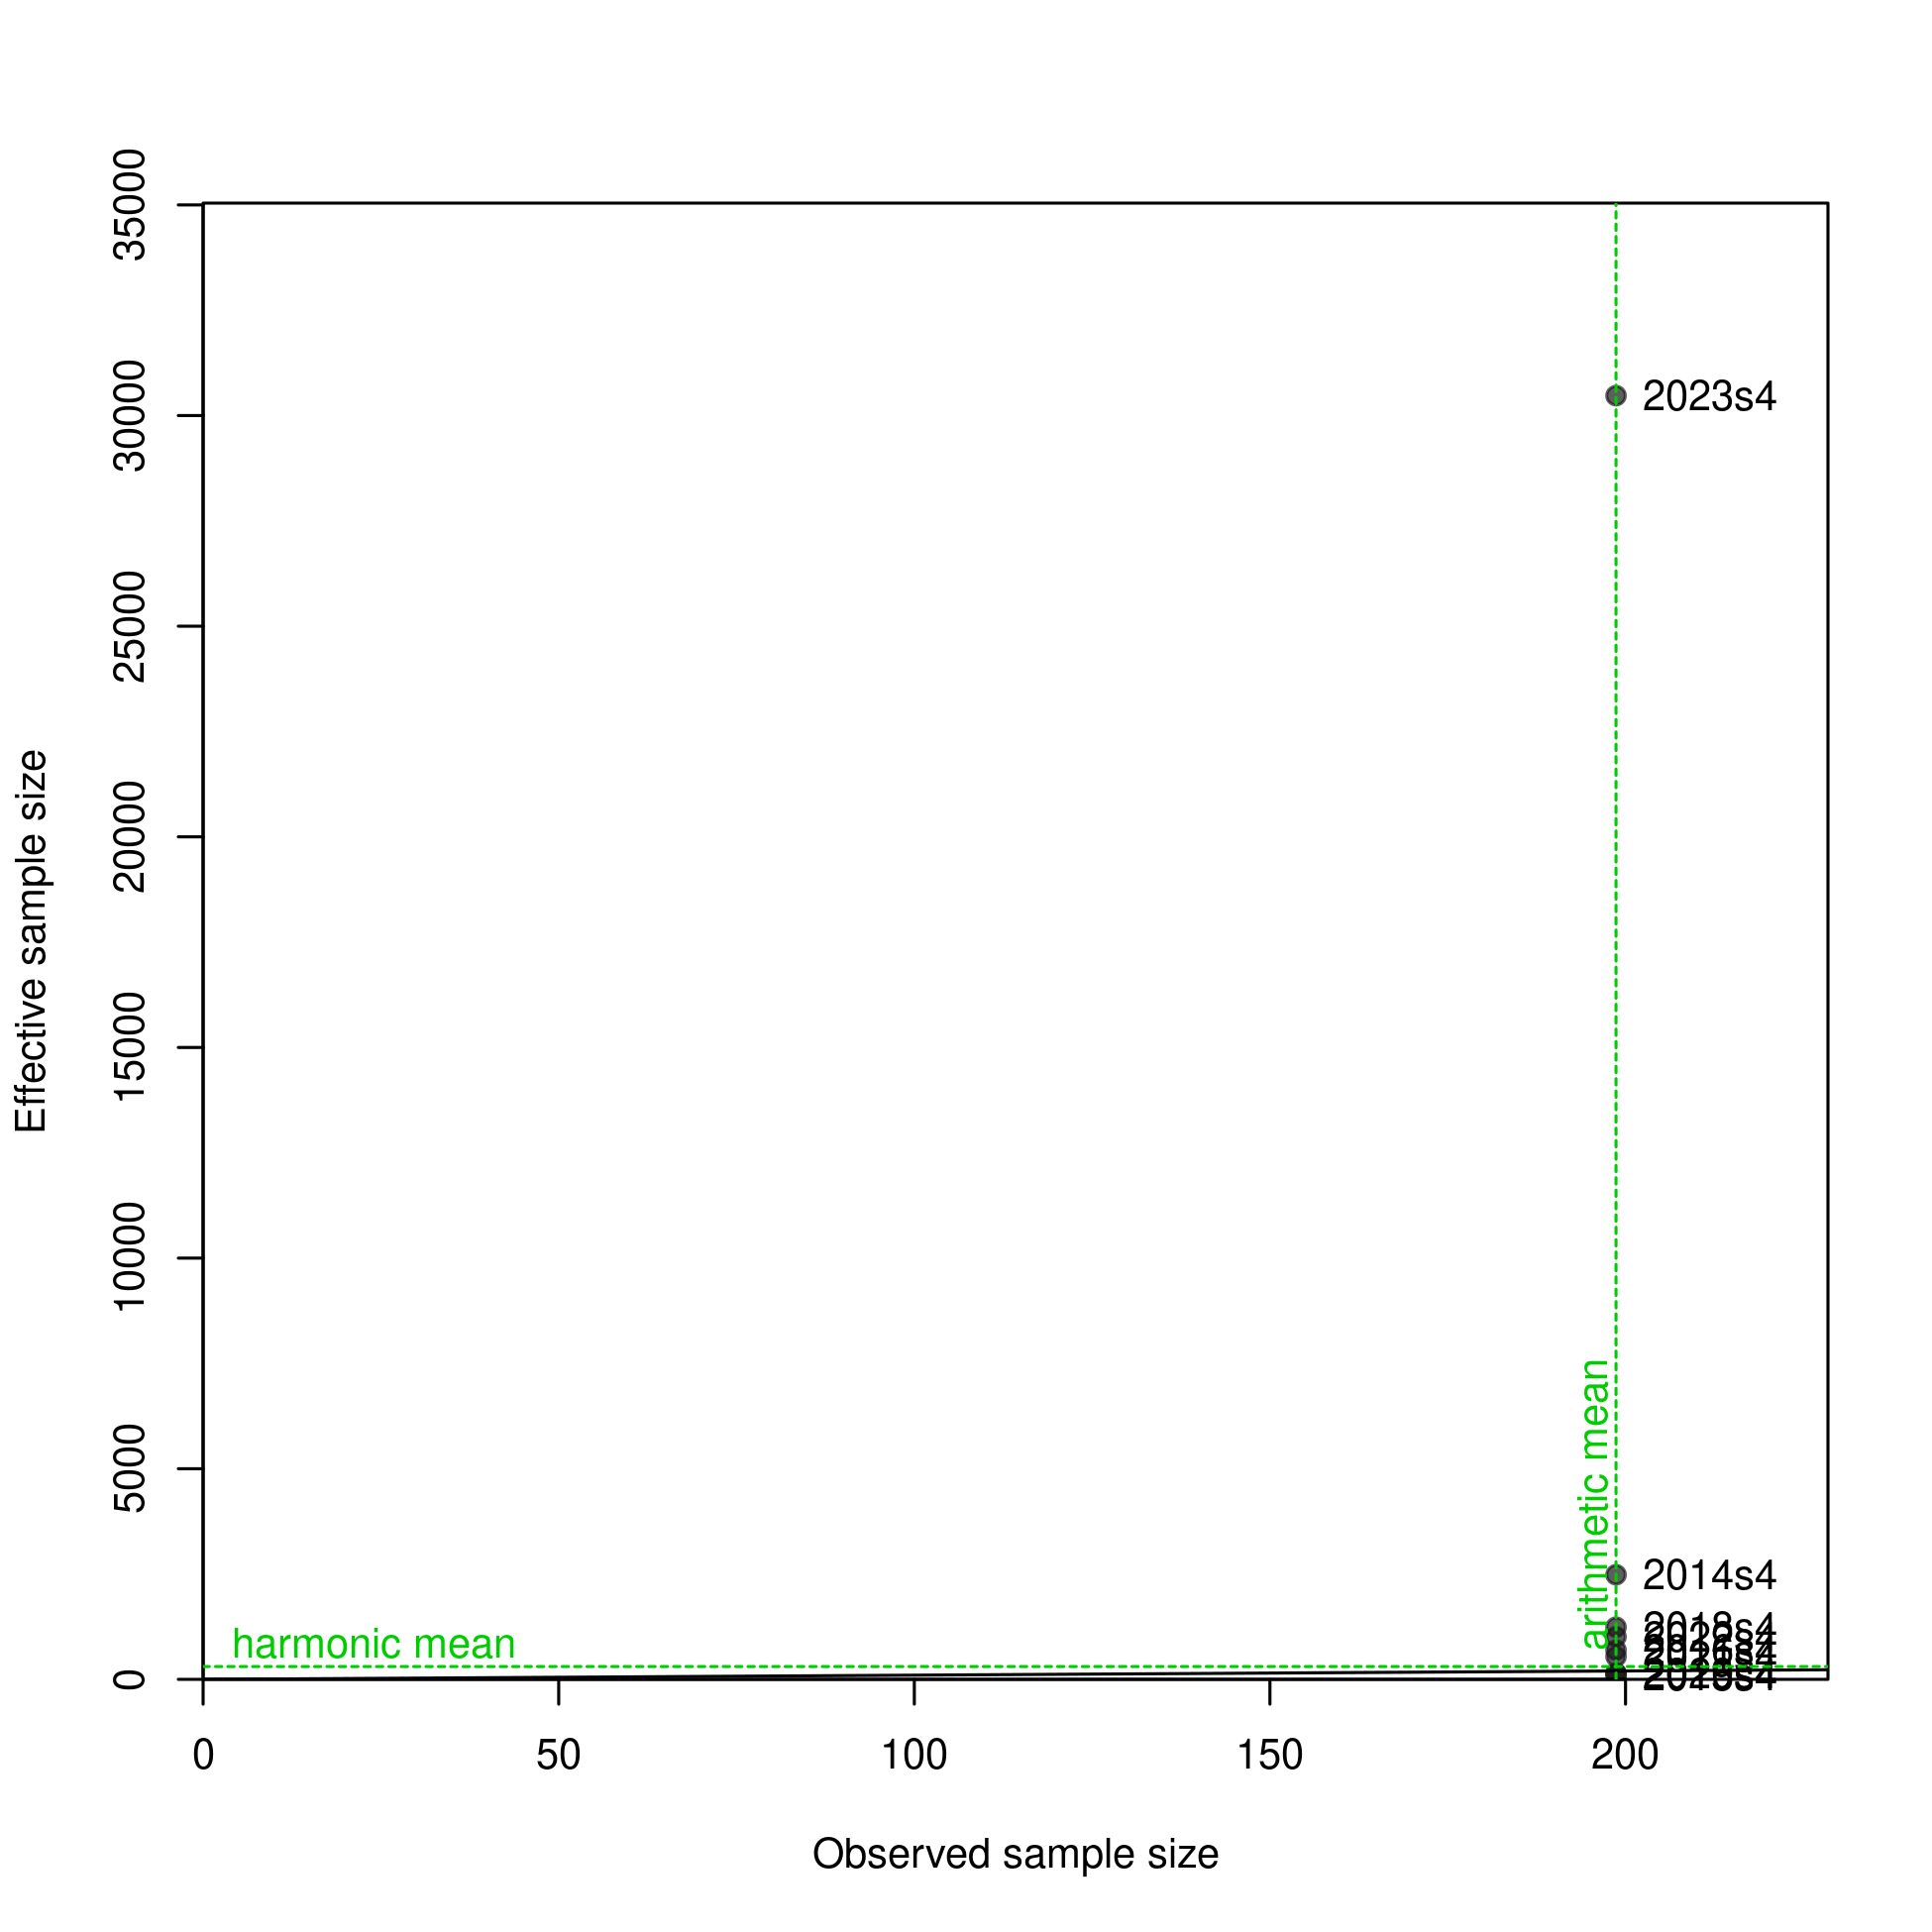 35000
30000
25000
20000
15000
10000
5000
0
Effective sample size
2023s4
arithmetic mean
2014s4
2018s4
harmonic mean
0
50
100
150
200
Observed sample size